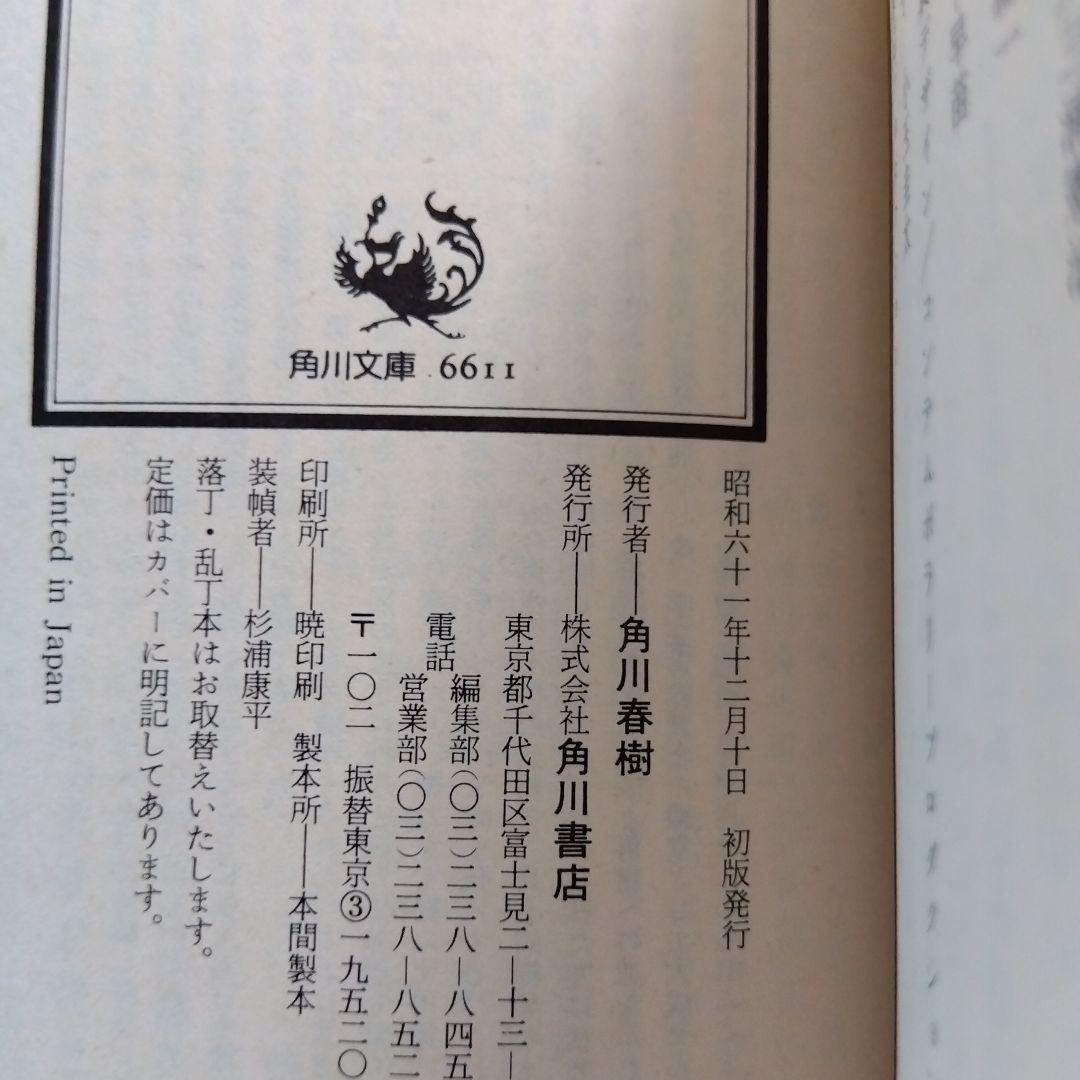 角川文庫 6611
昭和六十一年十二月十日　初版発行
発行者――角川春樹
発行所――株式会社角川書店
東京都千代田区富士見二―十三―
電話
編集部(〇三)二三八―八四五
営業部(〇三)二三八―八五二
〒一〇二　振替東京③一九五二〇
印刷所――暁印刷　製本所――本間製本
装幀者――杉浦康平
落丁・乱丁本はお取替えいたします。
定価はカバーに明記してあります。
Printed in Japan